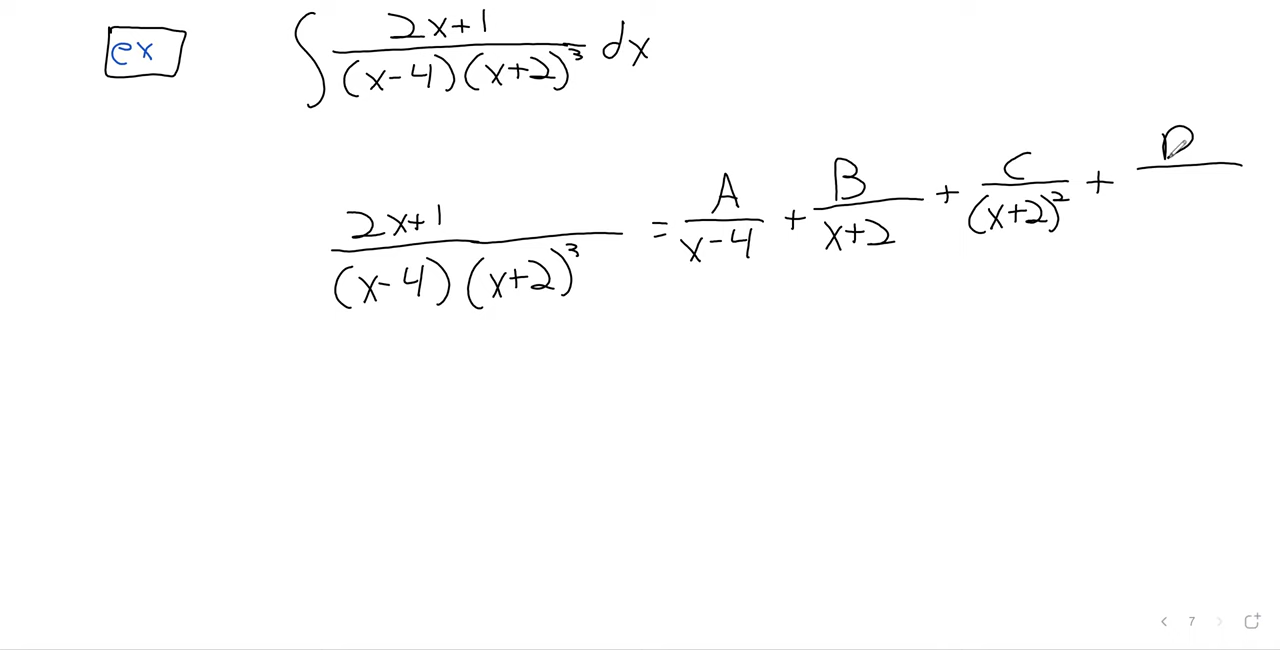 ex
∫ 2x+1 / (x-4)(x+2)³ dx
2x+1 / (x-4)(x+2)³ = A / x-4 + B / x+2 + C / (x+2)² + D /
7